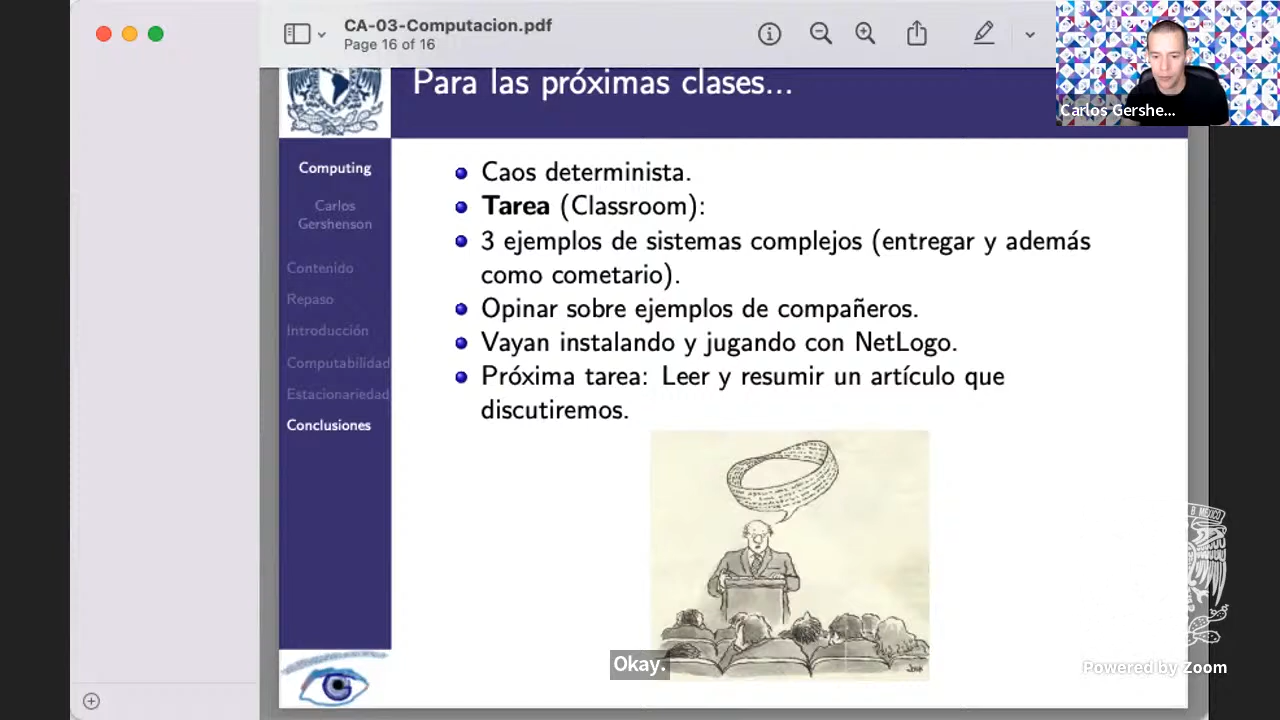 CA-03-Computacion.pdf
Page 16 of 16
Carlos Gershe...
Para las próximas clases...
Computing
Carlos
Gershenson
Contenido
Repaso
Introducción
Computabilidad
Estacionariedad
Conclusiones
Caos determinista.
Tarea (Classroom):
3 ejemplos de sistemas complejos (entregar y además
como cometario).
Opinar sobre ejemplos de compañeros.
Vayan instalando y jugando con NetLogo.
Próxima tarea: Leer y resumir un artículo que
discutiremos.
Okay.
Powered by Zoom